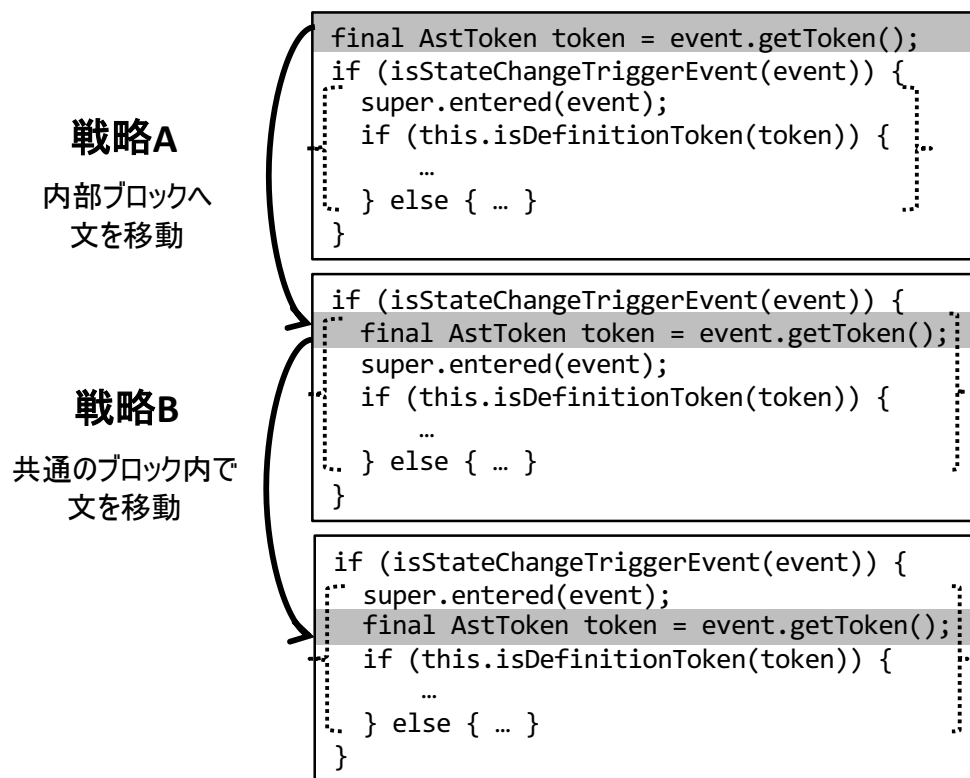 final AstToken token = event.getToken();
if (isStateChangeTriggerEvent(event)) {
super.entered(event);
if (this.isDefinitionToken(token)) {
…
} else { … }
}
戦略A
内部ブロックへ
文を移動
if (isStateChangeTriggerEvent(event)) {
final AstToken token = event.getToken();
super.entered(event);
if (this.isDefinitionToken(token)) {
…
} else { … }
}
戦略B
共通のブロック内で
文を移動
if (isStateChangeTriggerEvent(event)) {
super.entered(event);
final AstToken token = event.getToken();
if (this.isDefinitionToken(token)) {
…
} else { … }
}